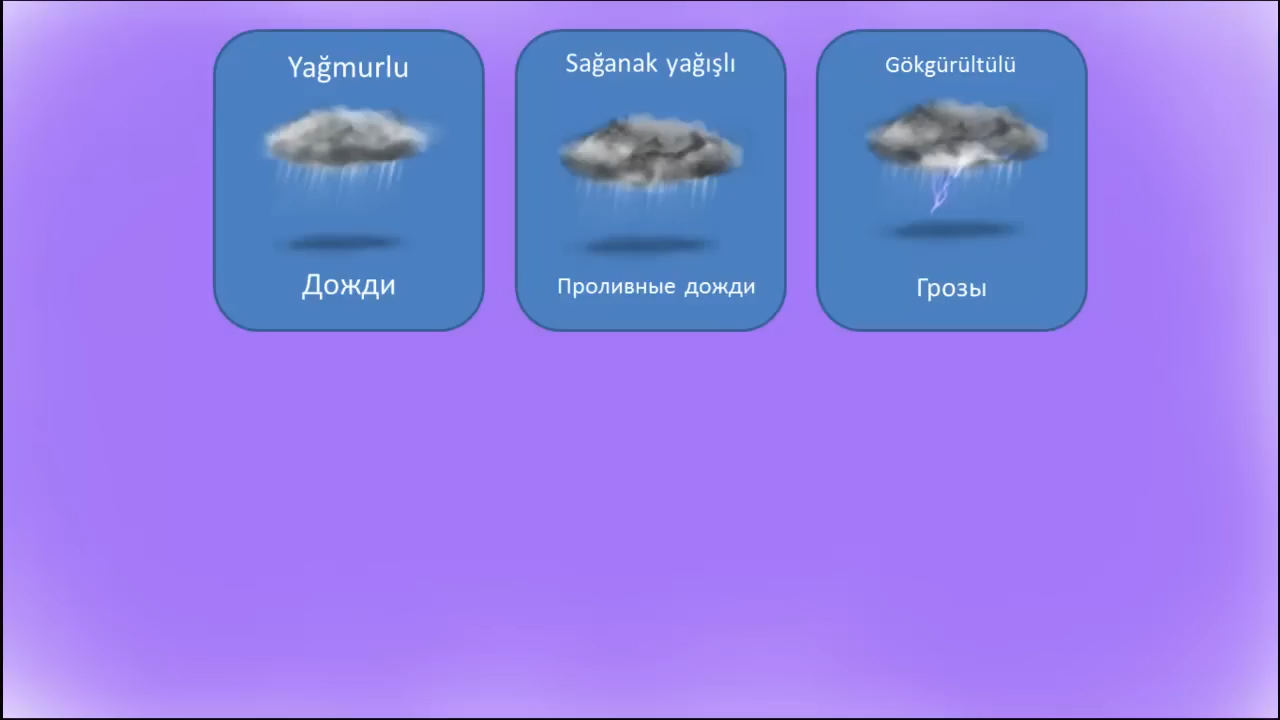 Yağmurlu
Дожди
Sağanak yağışlı
Проливные дожди
Gökgürültülü
Грозы